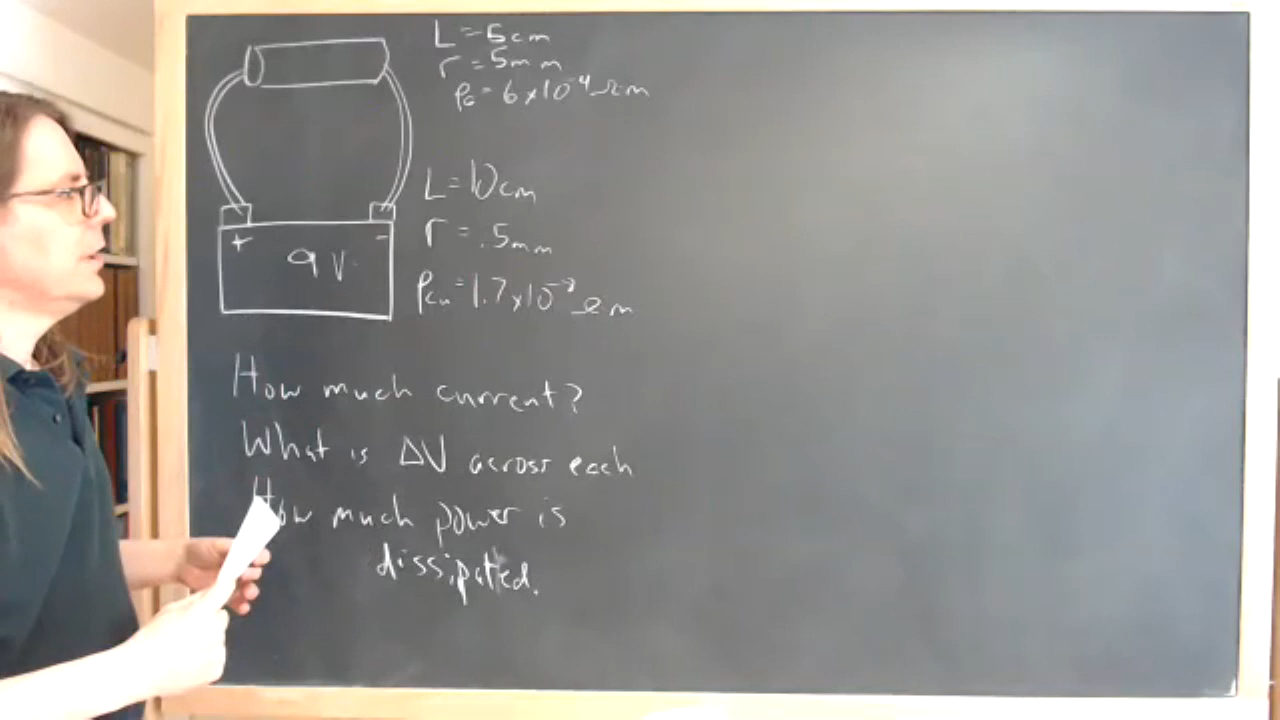 L = 5cm
r = 5mm
ρc = 6×10⁻⁴ Ωm
L = 10cm
r = .5mm
+ -
9V
ρcu = 1.7×10⁻⁸ Ωm
How much current?
What is ΔV across each
How much power is
dissipated.